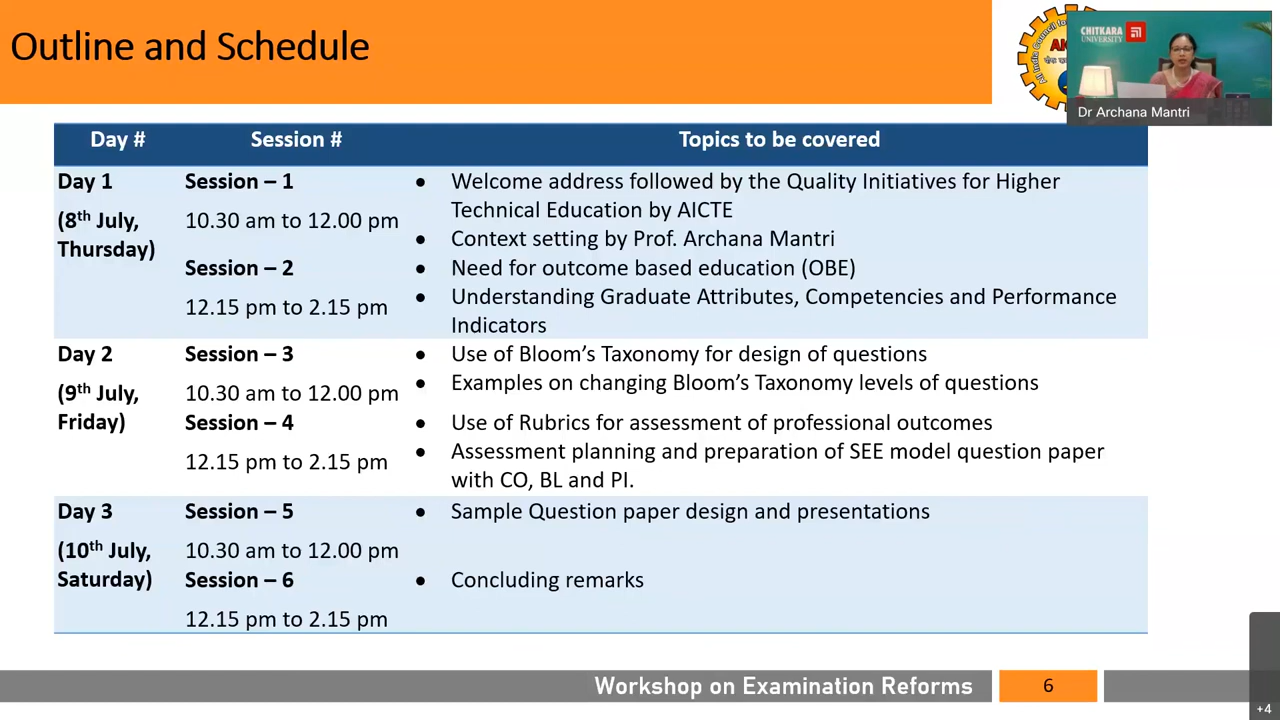 Outline and Schedule
CHITKARA
UNIVERSITY
Dr Archana Mantri
All India Council for
Day #
Session #
Topics to be covered
Day 1
(8th July,
Thursday)
Session – 1
10.30 am to 12.00 pm
• Welcome address followed by the Quality Initiatives for Higher
Technical Education by AICTE
• Context setting by Prof. Archana Mantri
Session – 2
12.15 pm to 2.15 pm
• Need for outcome based education (OBE)
• Understanding Graduate Attributes, Competencies and Performance
Indicators
Day 2
(9th July,
Friday)
Session – 3
10.30 am to 12.00 pm
• Use of Bloom’s Taxonomy for design of questions
• Examples on changing Bloom’s Taxonomy levels of questions
Session – 4
12.15 pm to 2.15 pm
• Use of Rubrics for assessment of professional outcomes
• Assessment planning and preparation of SEE model question paper
with CO, BL and PI.
Day 3
(10th July,
Saturday)
Session – 5
10.30 am to 12.00 pm
• Sample Question paper design and presentations
Session – 6
12.15 pm to 2.15 pm
• Concluding remarks
Workshop on Examination Reforms
6
+4